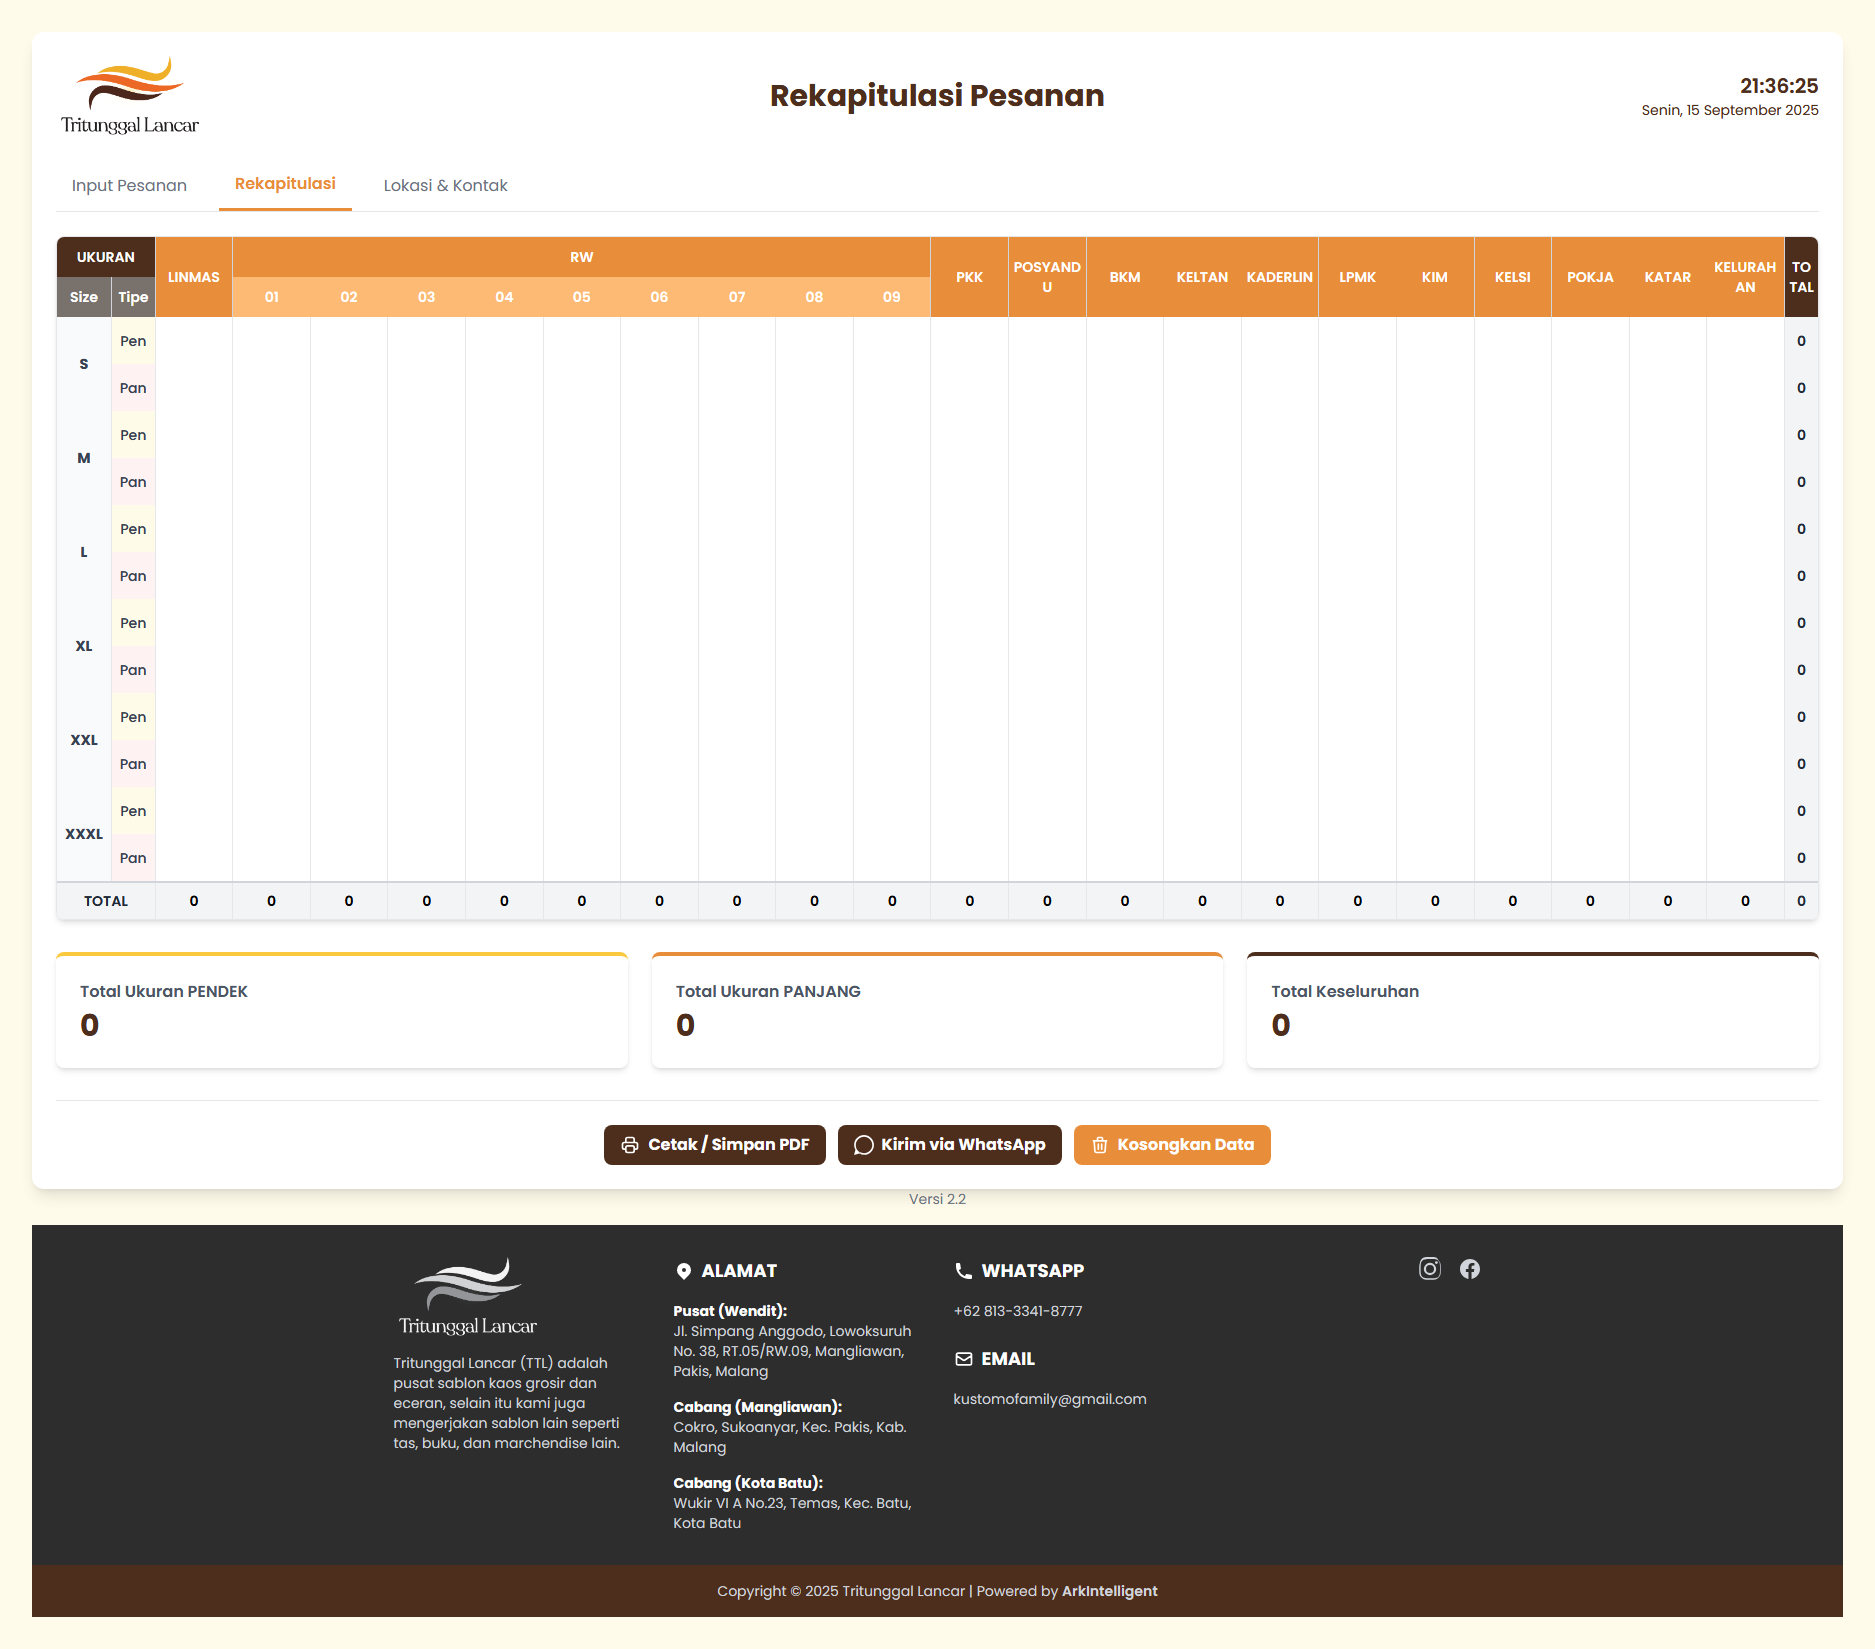 Tritunggal Lancar
Rekapitulasi Pesanan
21:36:25
Senin, 15 September 2025
Input Pesanan
Rekapitulasi
Lokasi & Kontak
UKURAN LINMAS RW PKK POSYAND BKM KELTAN KADERLIN LPMK KIM KELSI POKJA KATAR KELURAH TO
U AN TAL
Size Tipe 01 02 03 04 05 06 07 08 09
S Pen 0
Pan 0
M Pen 0
Pan 0
L Pen 0
Pan 0
XL Pen 0
Pan 0
XXL Pen 0
Pan 0
XXXL Pen 0
Pan 0
TOTAL 0 0 0 0 0 0 0 0 0 0 0 0 0 0 0 0 0 0 0 0 0 0
Total Ukuran PENDEK
0
Total Ukuran PANJANG
0
Total Keseluruhan
0
Cetak / Simpan PDF
Kirim via WhatsApp
Kosongkan Data
Versi 2.2
Tritunggal Lancar
Tritunggal Lancar (TTL) adalah
pusat sablon kaos grosir dan
eceran, selain itu kami juga
mengerjakan sablon lain seperti
tas, buku, dan marchendise lain.
ALAMAT
Pusat (Wendit):
Jl. Simpang Anggodo, Lowoksuruh
No. 38, RT.05/RW.09, Mangliawan,
Pakis, Malang
Cabang (Mangliawan):
Cokro, Sukoanyar, Kec. Pakis, Kab.
Malang
Cabang (Kota Batu):
Wukir VI A No.23, Temas, Kec. Batu,
Kota Batu
WHATSAPP
+62 813-3341-8777
EMAIL
kustomofamily@gmail.com
Copyright © 2025 Tritunggal Lancar | Powered by ArkIntelligent